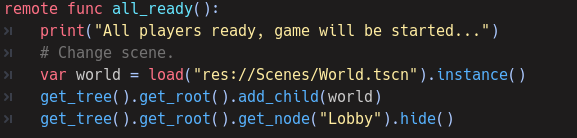 remote func all_ready():
    print("All players ready, game will be started...")
    # Change scene.
    var world = load("res://Scenes/World.tscn").instance()
    get_tree().get_root().add_child(world)
    get_tree().get_root().get_node("Lobby").hide()